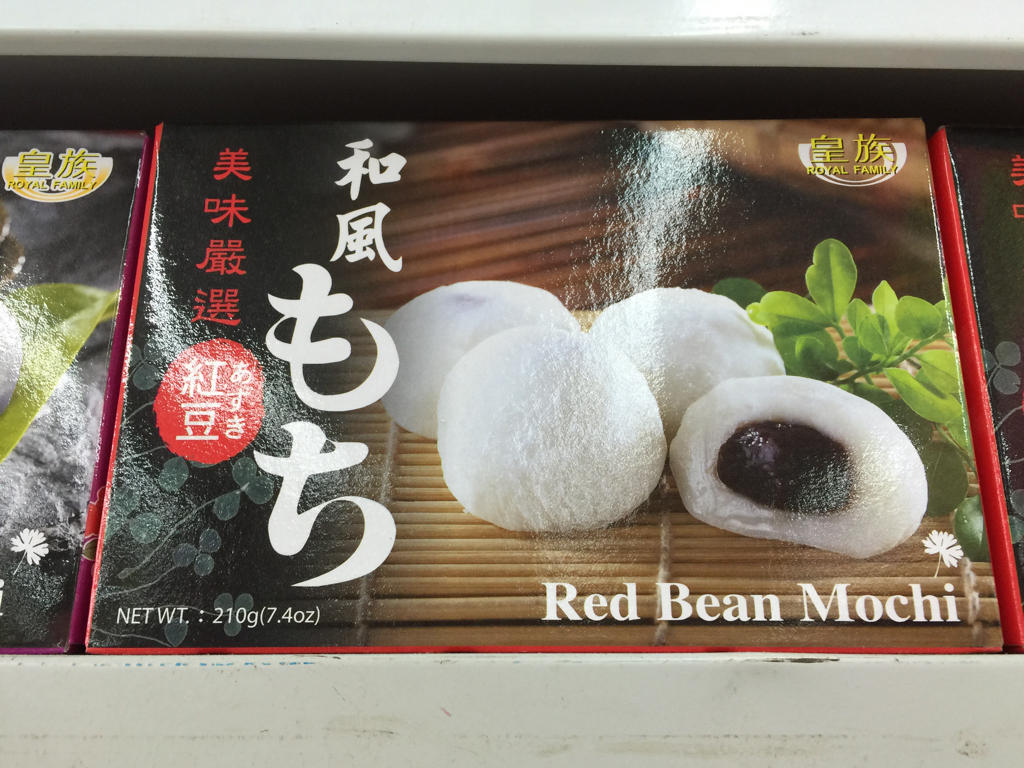 皇族
ROYAL FAMILY
美味嚴選
和風
もち
紅豆
あずき
皇族
ROYAL FAMILY
NET WT.：210g(7.4oz)
Red Bean Mochi